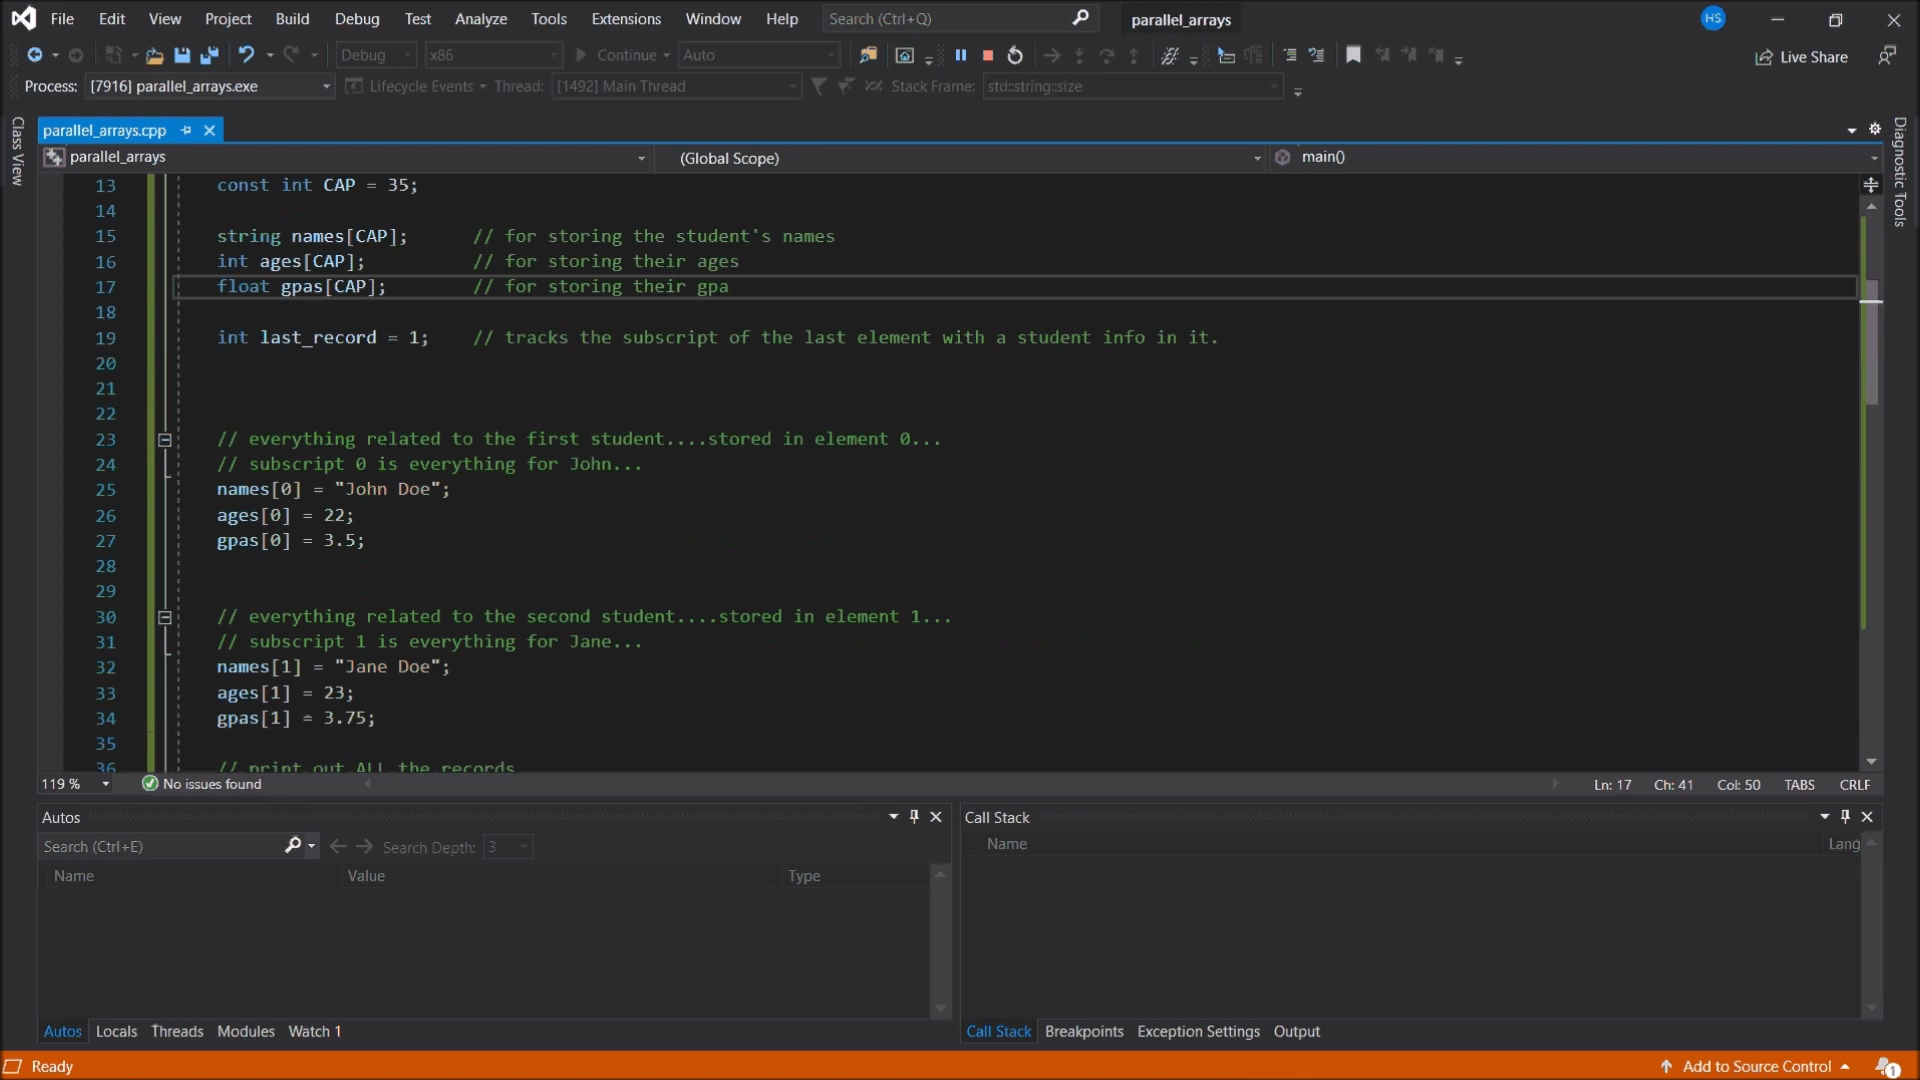 File Edit View Project Build Debug Test Analyze Tools Extensions Window Help Search (Ctrl+Q) parallel_arrays HS
Debug x86 Continue Auto Live Share
Process: [7916] parallel_arrays.exe Lifecycle Events Thread: [1492] Main Thread Stack Frame: std::string::size
Class View
Diagnostic Tools
parallel_arrays.cpp
parallel_arrays (Global Scope) main()
13 const int CAP = 35;
14
15 string names[CAP]; // for storing the student's names
16 int ages[CAP]; // for storing their ages
17 float gpas[CAP]; // for storing their gpa
18
19 int last_record = 1; // tracks the subscript of the last element with a student info in it.
20
21
22
23 // everything related to the first student....stored in element 0...
24 // subscript 0 is everything for John...
25 names[0] = "John Doe";
26 ages[0] = 22;
27 gpas[0] = 3.5;
28
29
30 // everything related to the second student....stored in element 1...
31 // subscript 1 is everything for Jane...
32 names[1] = "Jane Doe";
33 ages[1] = 23;
34 gpas[1] = 3.75;
35
36 // print out ALL the records
119 % No issues found Ln: 17 Ch: 41 Col: 50 TABS CRLF
Autos
Search (Ctrl+E) Search Depth: 3
Name Value Type
Autos Locals Threads Modules Watch 1
Call Stack
Name Lang
Call Stack Breakpoints Exception Settings Output
Ready Add to Source Control 1